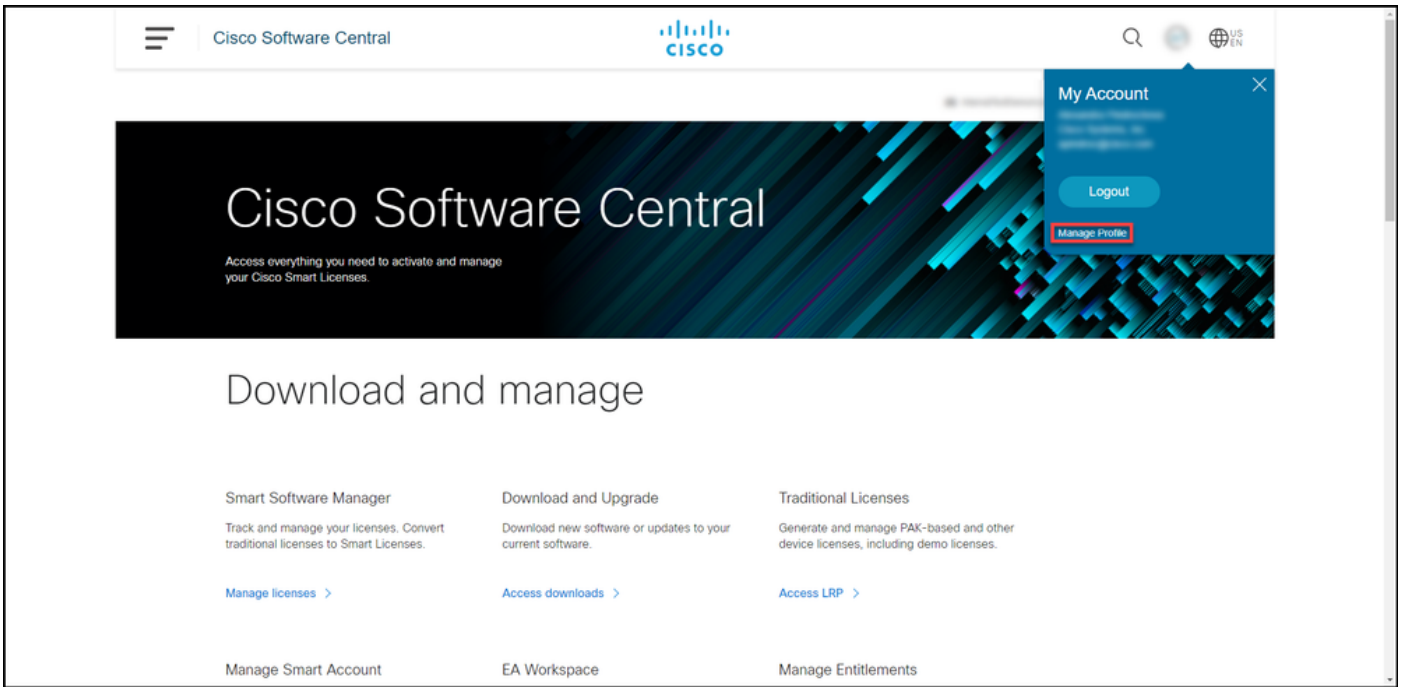 Cisco Software Central
CISCO
US
EN
My Account
Logout
Manage Profile
Cisco Software Central
Access everything you need to activate and manage
your Cisco Smart Licenses.
Download and manage
Smart Software Manager
Track and manage your licenses. Convert
traditional licenses to Smart Licenses.
Manage licenses
Download and Upgrade
Download new software or updates to your
current software.
Access downloads
Traditional Licenses
Generate and manage PAK-based and other
device licenses, including demo licenses.
Access LRP
Manage Smart Account
EA Workspace
Manage Entitlements